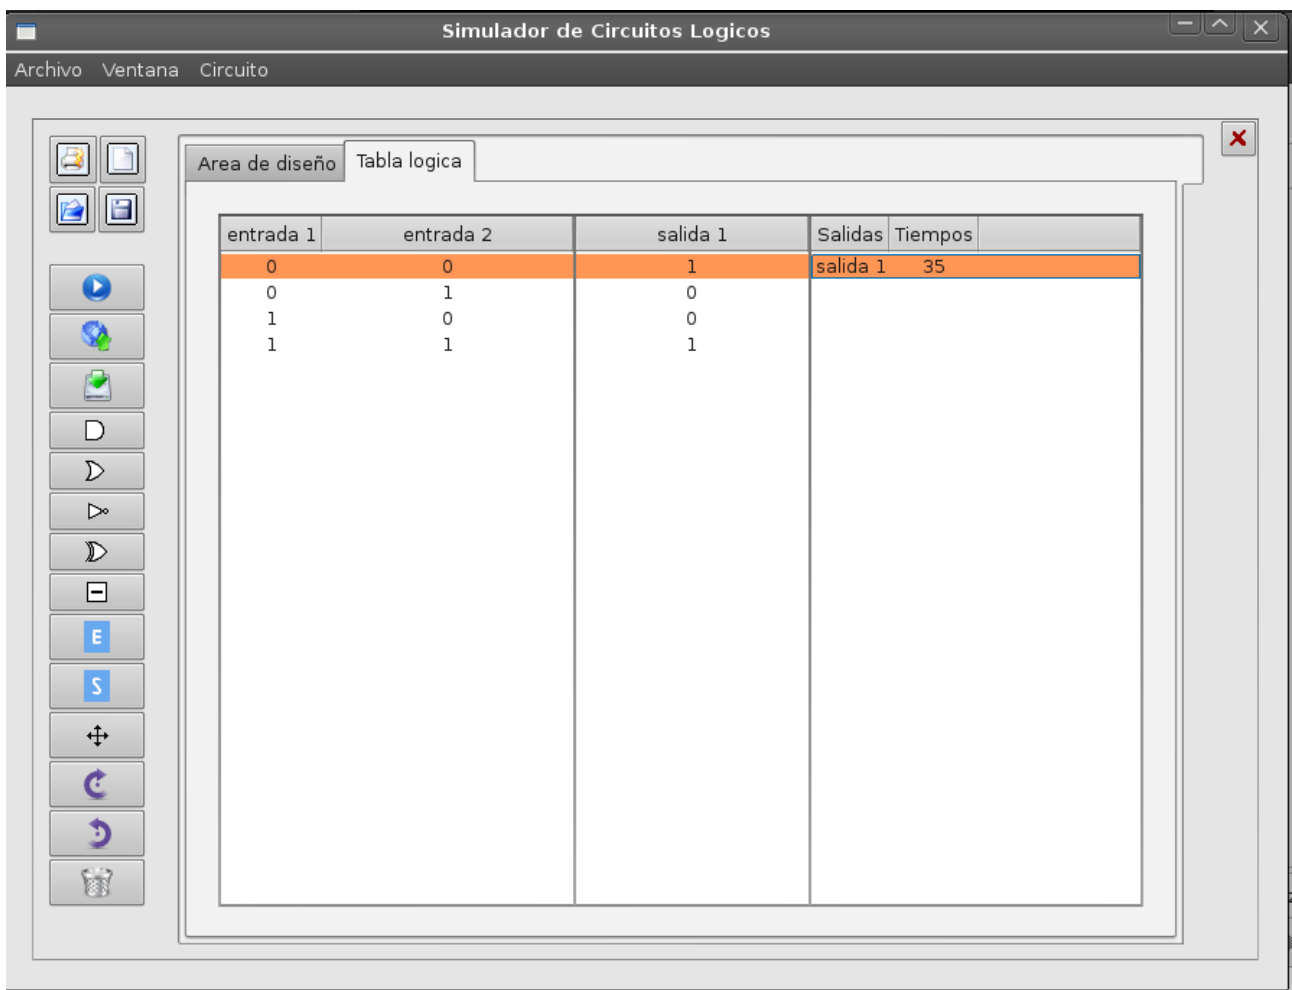 Simulador de Circuitos Logicos
Archivo Ventana Circuito
Area de diseño Tabla logica
entrada 1 entrada 2 salida 1 Salidas Tiempos
0 0 1 salida 1 35
0 1 0
1 0 0
1 1 1
E
S